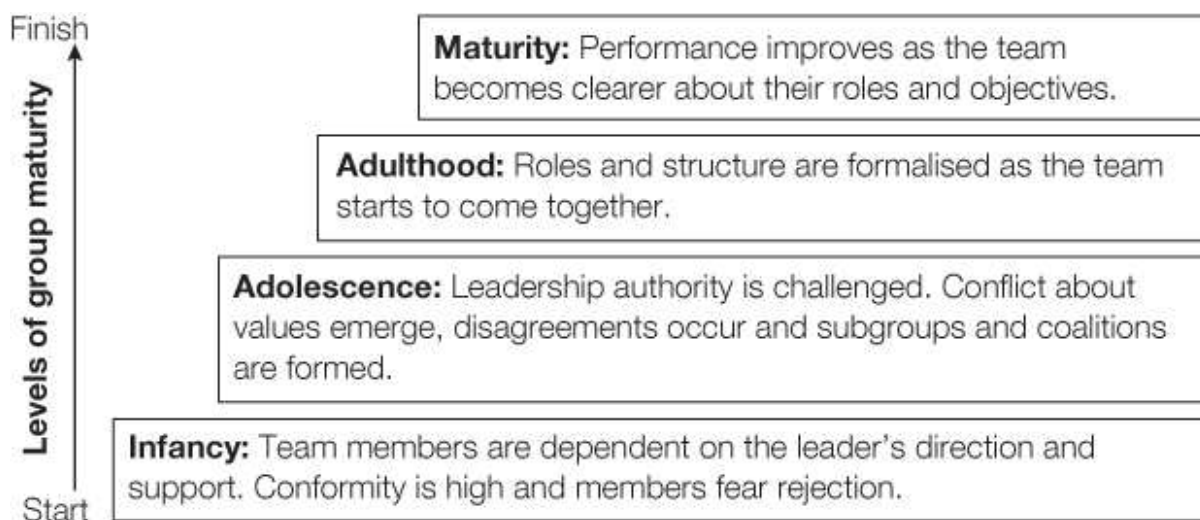 Finish
Maturity: Performance improves as the team
becomes clearer about their roles and objectives.
Adulthood: Roles and structure are formalised as the team
starts to come together.
Adolescence: Leadership authority is challenged. Conflict about
values emerge, disagreements occur and subgroups and coalitions
are formed.
Infancy: Team members are dependent on the leader’s direction and
support. Conformity is high and members fear rejection.
Start
Levels of group maturity